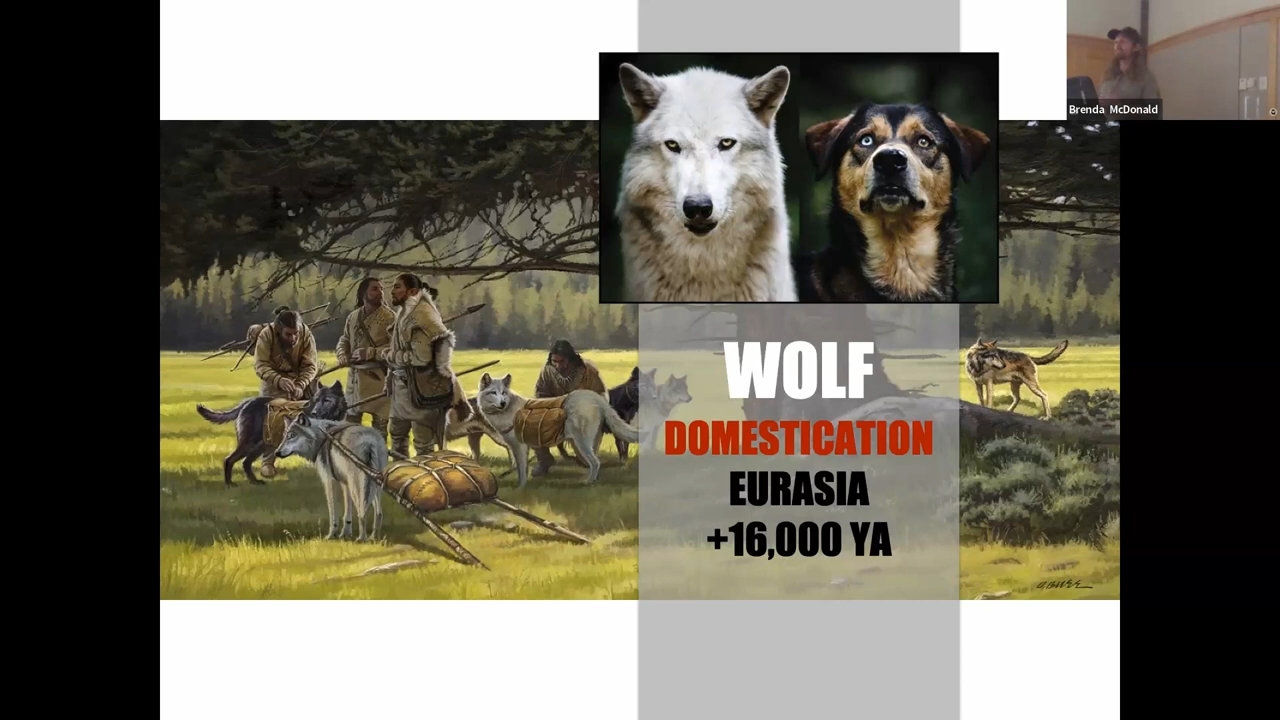 Brenda McDonald
WOLF
DOMESTICATION
EURASIA
+16,000 YA